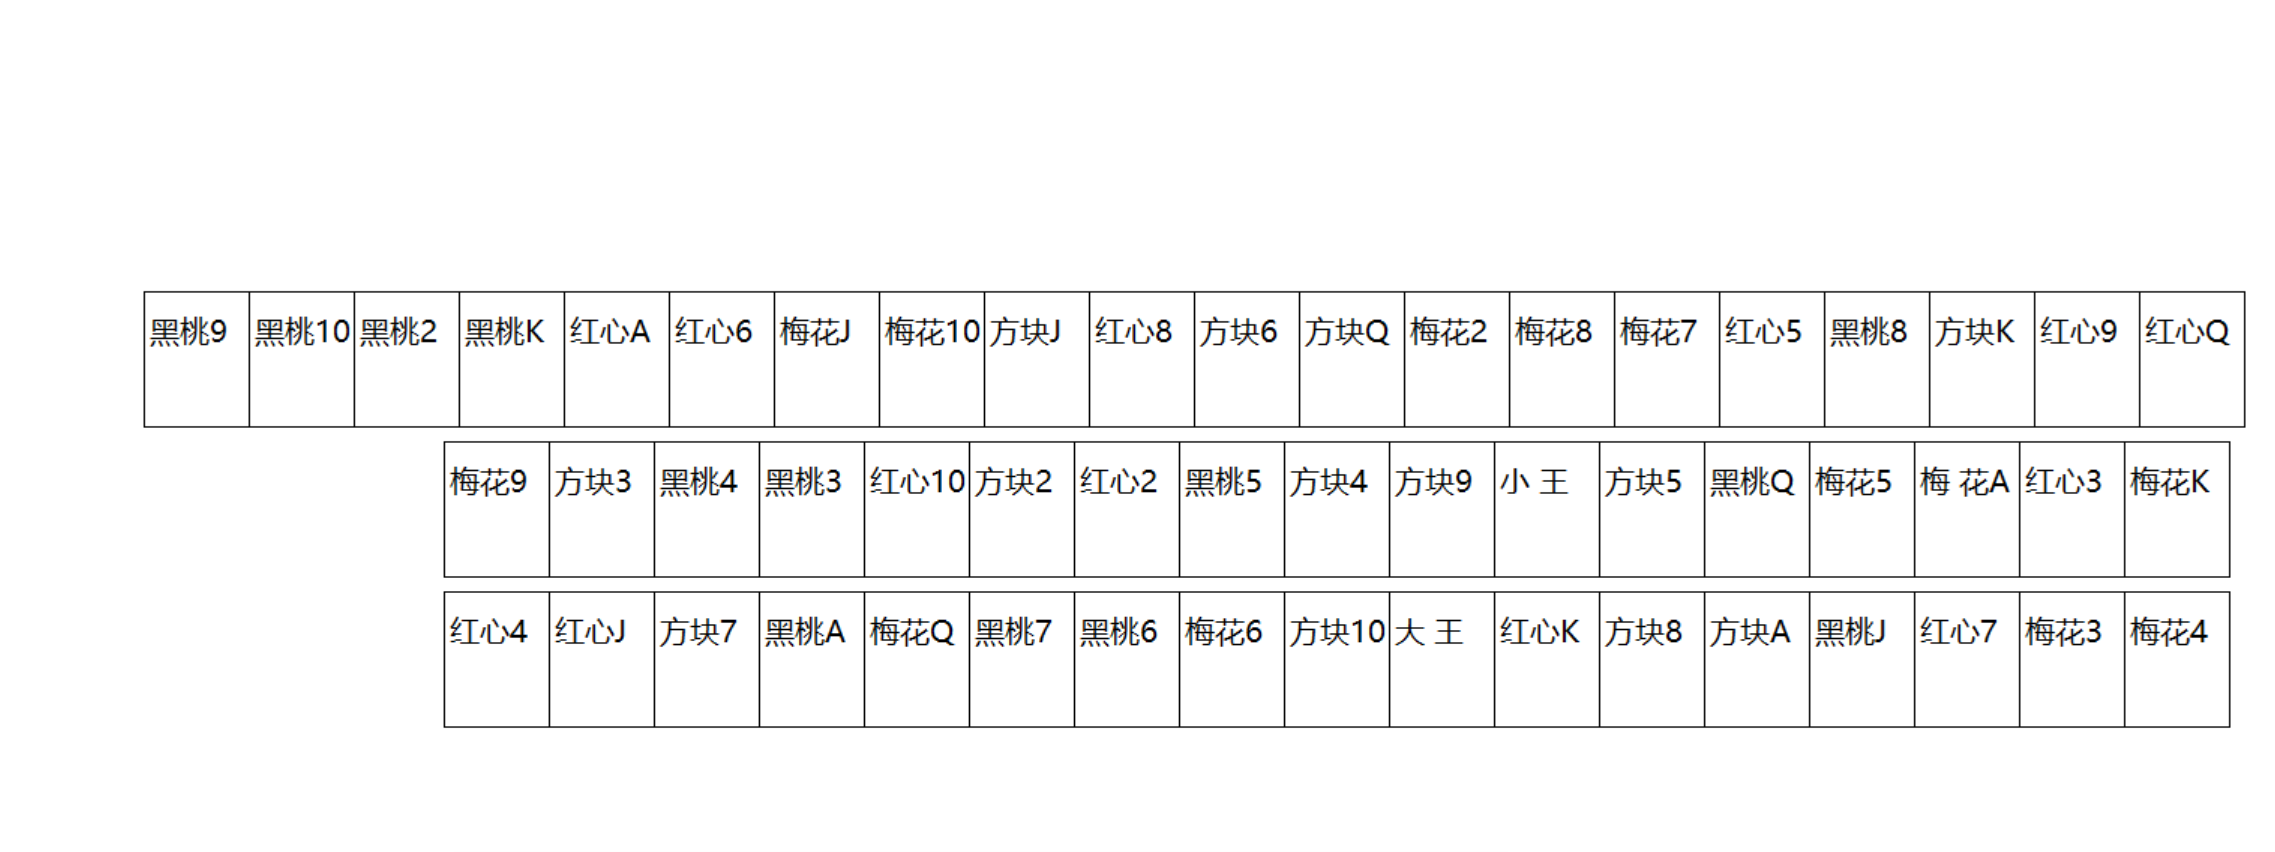 黑桃9 黑桃10 黑桃2 黑桃K 红心A 红心6 梅花J 梅花10 方块J 红心8 方块6 方块Q 梅花2 梅花8 梅花7 红心5 黑桃8 方块K 红心9 红心Q
梅花9 方块3 黑桃4 黑桃3 红心10 方块2 红心2 黑桃5 方块4 方块9 小 王 方块5 黑桃Q 梅花5 梅 花A 红心3 梅花K
红心4 红心J 方块7 黑桃A 梅花Q 黑桃7 黑桃6 梅花6 方块10 大 王 红心K 方块8 方块A 黑桃J 红心7 梅花3 梅花4